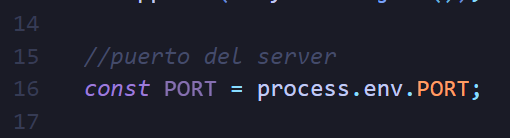 14
15 //puerto del server
16 const PORT = process.env.PORT;
17